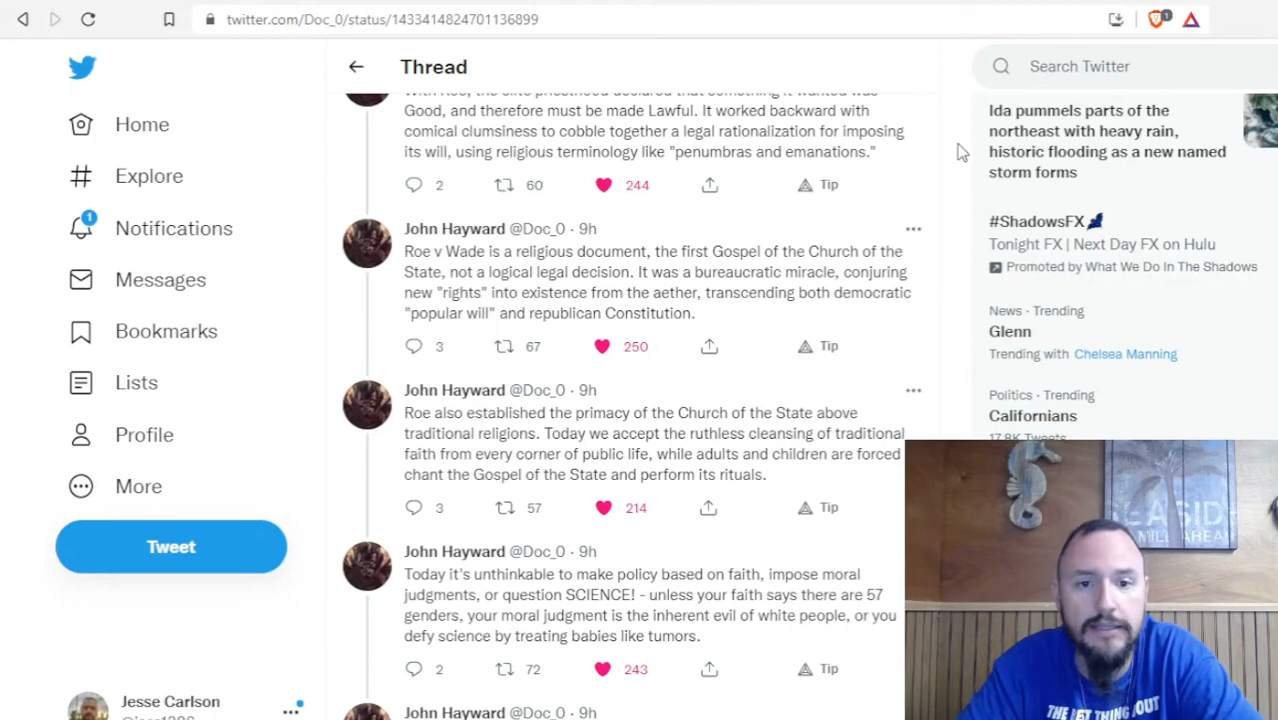 twitter.com/Doc_0/status/1433414824701136899
1
Thread
Search Twitter
Home
Explore
1
Notifications
Messages
Bookmarks
Lists
Profile
More
Tweet
Jesse Carlson
Good, and therefore must be made Lawful. It worked backward with
comical clumsiness to cobble together a legal rationalization for imposing
its will, using religious terminology like "penumbras and emanations."
2 60 244 Tip
John Hayward @Doc_0 · 9h
Roe v Wade is a religious document, the first Gospel of the Church of the
State, not a logical legal decision. It was a bureaucratic miracle, conjuring
new "rights" into existence from the aether, transcending both democratic
"popular will" and republican Constitution.
3 67 250 Tip
John Hayward @Doc_0 · 9h
Roe also established the primacy of the Church of the State above
traditional religions. Today we accept the ruthless cleansing of traditional
faith from every corner of public life, while adults and children are forced
chant the Gospel of the State and perform its rituals.
3 57 214 Tip
John Hayward @Doc_0 · 9h
Today it's unthinkable to make policy based on faith, impose moral
judgments, or question SCIENCE! - unless your faith says there are 57
genders, your moral judgment is the inherent evil of white people, or you
defy science by treating babies like tumors.
2 72 243 Tip
John Hayward @Doc_0 · 9h
Ida pummels parts of the
northeast with heavy rain,
historic flooding as a new named
storm forms
#ShadowsFX
Tonight FX | Next Day FX on Hulu
Promoted by What We Do In The Shadows
News · Trending
Glenn
Trending with Chelsea Manning
Politics · Trending
Californians
17.8K Tweets
SEASID
MIL AHEAD